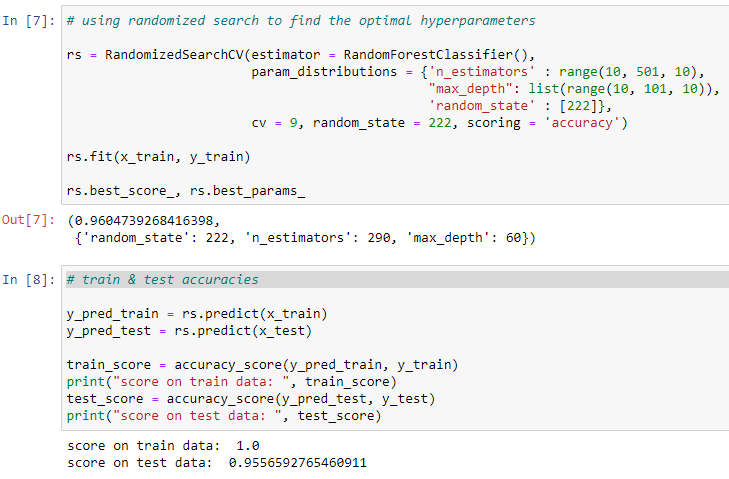 In [7]: # using randomized search to find the optimal hyperparameters
rs = RandomizedSearchCV(estimator = RandomForestClassifier(),
param_distributions = {'n_estimators' : range(10, 501, 10),
"max_depth": list(range(10, 101, 10)),
'random_state' : [222]},
cv = 9, random_state = 222, scoring = 'accuracy')
rs.fit(x_train, y_train)
rs.best_score_, rs.best_params_
Out[7]: (0.9604739268416398,
{'random_state': 222, 'n_estimators': 290, 'max_depth': 60})
In [8]: # train & test accuracies
y_pred_train = rs.predict(x_train)
y_pred_test = rs.predict(x_test)
train_score = accuracy_score(y_pred_train, y_train)
print("score on train data: ", train_score)
test_score = accuracy_score(y_pred_test, y_test)
print("score on test data: ", test_score)
score on train data:  1.0
score on test data:  0.9556592765460911